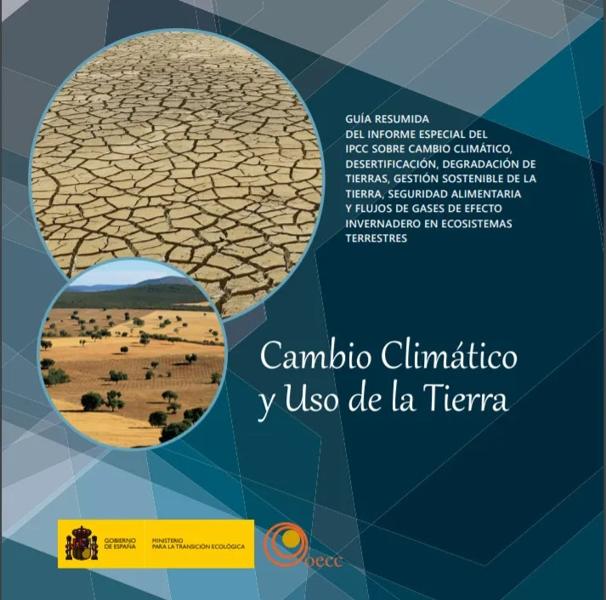 GUÍA RESUMIDA
DEL INFORME ESPECIAL DEL
IPCC SOBRE CAMBIO CLIMÁTICO,
DESERTIFICACIÓN, DEGRADACIÓN DE
TIERRAS, GESTIÓN SOSTENIBLE DE LA
TIERRA, SEGURIDAD ALIMENTARIA
Y FLUJOS DE GASES DE EFECTO
INVERNADERO EN ECOSISTEMAS
TERRESTRES
Cambio Climático
y Uso de la Tierra
GOBIERNO
DE ESPAÑA
MINISTERIO
PARA LA TRANSICIÓN ECOLÓGICA
oecc